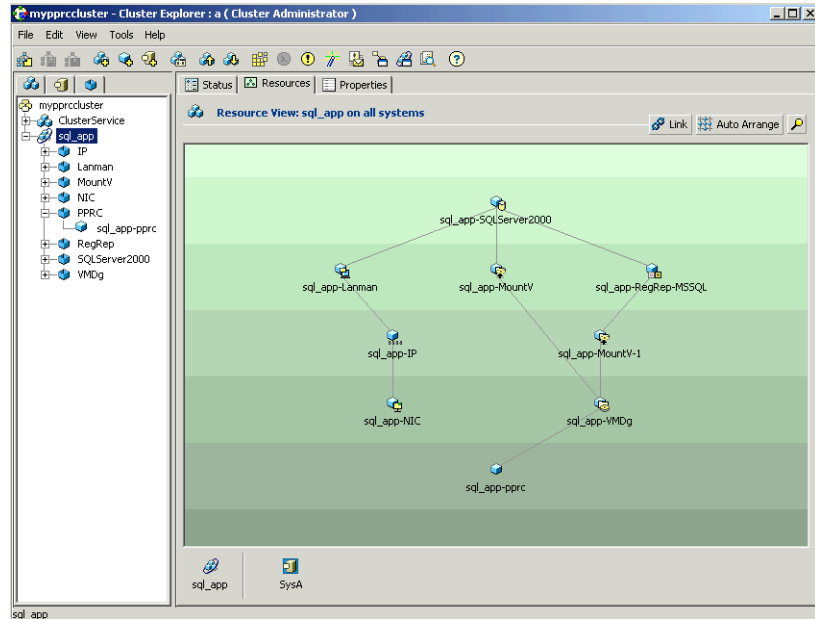 mypprccluster - Cluster Explorer : a ( Cluster Administrator )
File Edit View Tools Help
Status Resources Properties
mypprccluster
ClusterService
sql_app
IP
Lanman
MountV
NIC
PPRC
sql_app-pprc
RegRep
SQLServer2000
VMDg
Resource View: sql_app on all systems
Link Auto Arrange
sql_app-SQLServer2000
sql_app-Lanman sql_app-MountV sql_app-RegRep-MSSQL
sql_app-IP sql_app-MountV-1
sql_app-NIC sql_app-VMDg
sql_app-pprc
sql_app SysA
sql_app